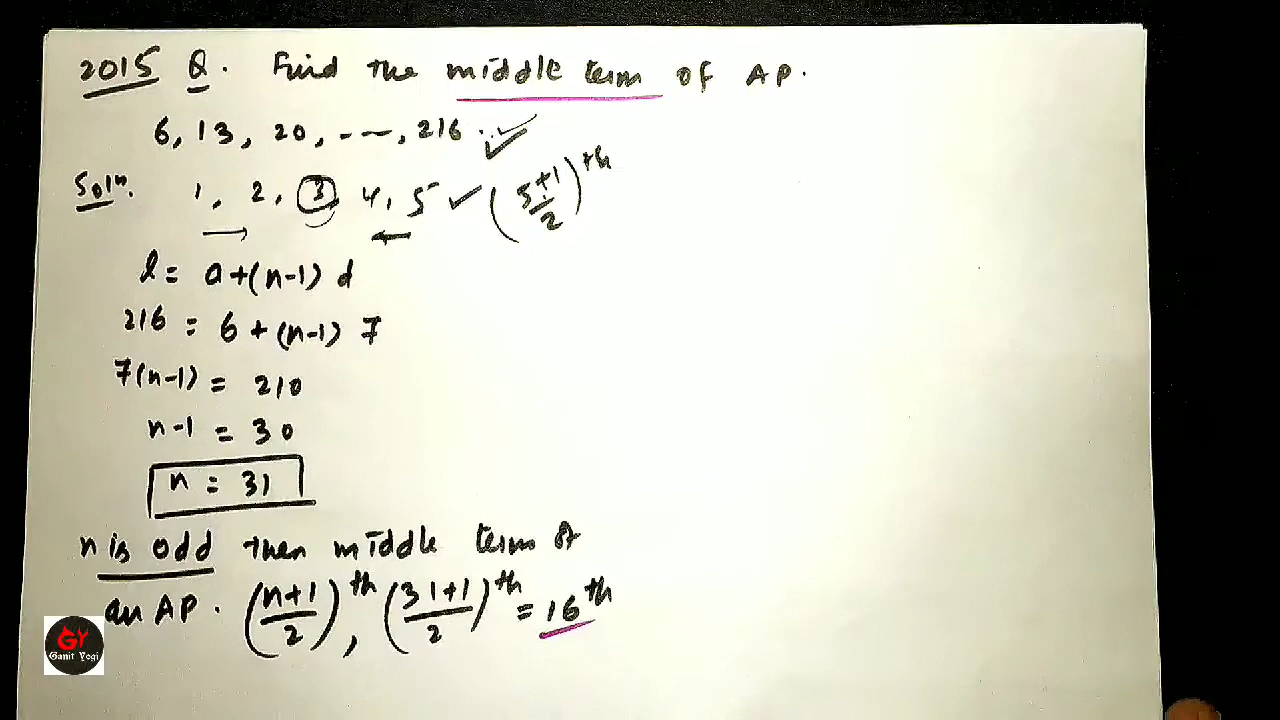 2015 Q. Find the middle term of AP.
6, 13, 20, -----, 216 ..
Solⁿ. 1, 2, 3, 4, 5 ✓ (5+1/2)th
l = a+(n-1) d
216 = 6 + (n-1) 7
7(n-1) = 210
n-1 = 30
n = 31
n is odd then middle term of
an AP. (n+1/2)th, (31+1/2)th = 16th
GY
Ganit Yogi